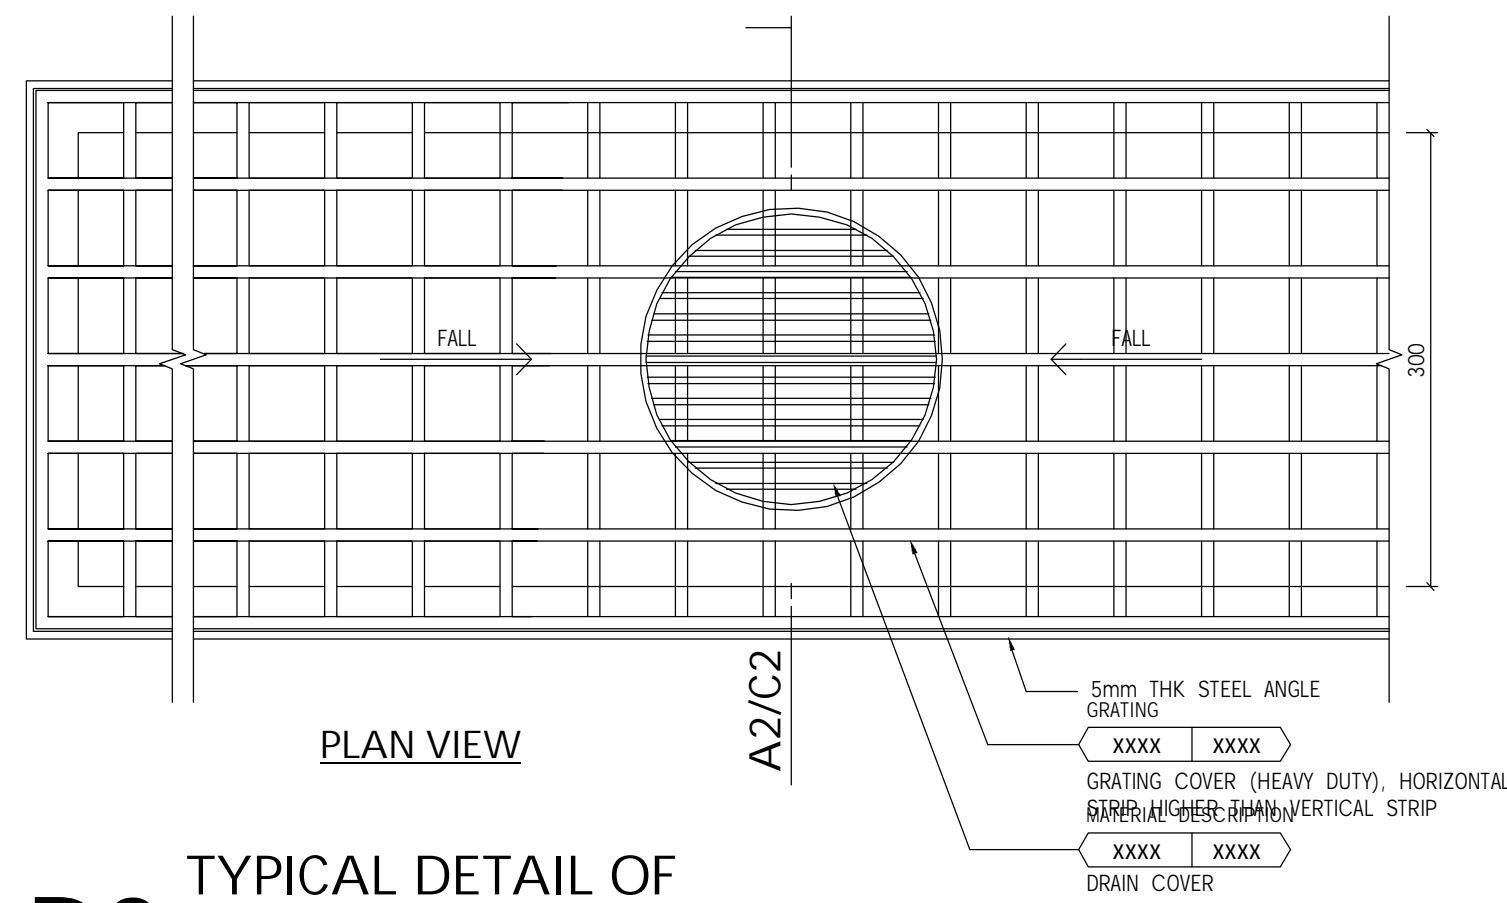 FALL
FALL
300
A2/C2
PLAN VIEW
5mm THK STEEL ANGLE
GRATING
XXXX XXXX
GRATING COVER (HEAVY DUTY), HORIZONTAL
STRIP HIGHER THAN VERTICAL STRIP
MATERIAL DESCRIPTION
XXXX XXXX
DRAIN COVER
TYPICAL DETAIL OF